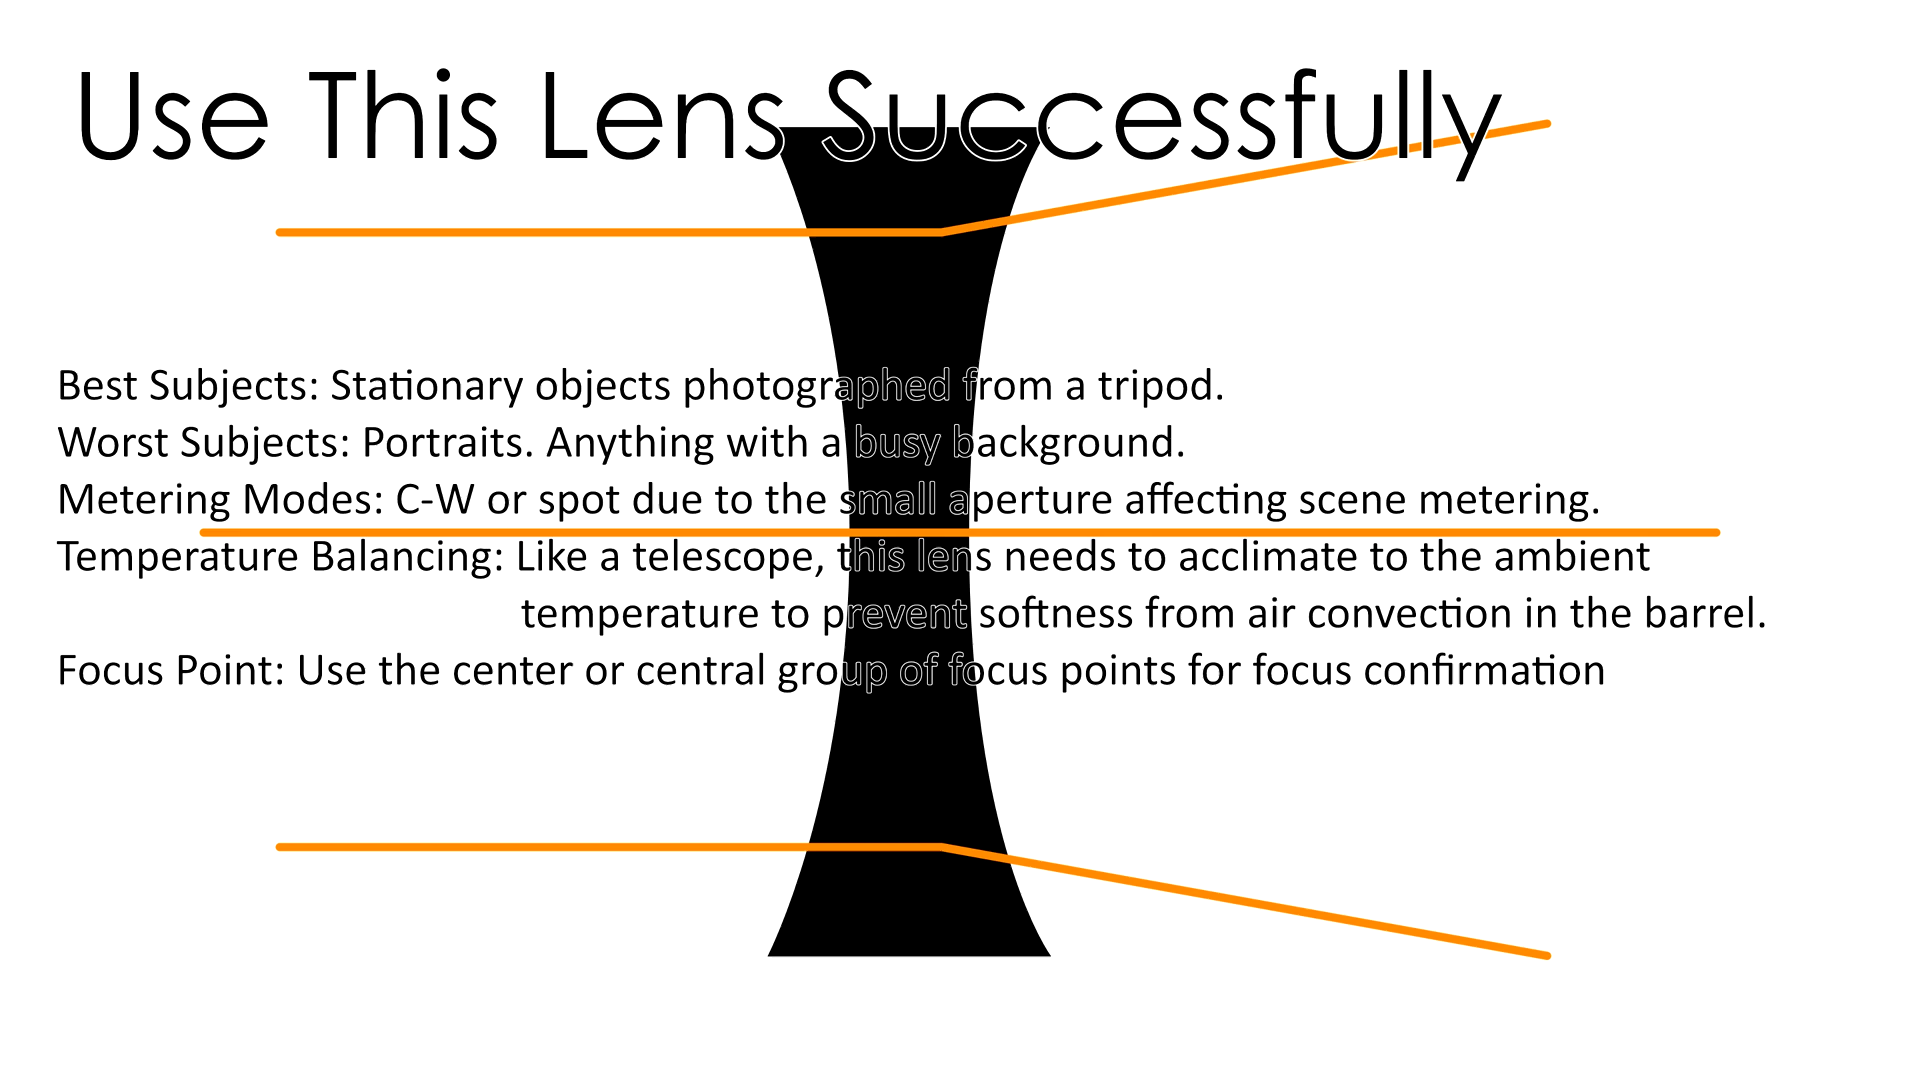 Use This Lens Successfully
Best Subjects: Stationary objects photographed from a tripod.
Worst Subjects: Portraits. Anything with a busy background.
Metering Modes: C-W or spot due to the small aperture affecting scene metering.
Temperature Balancing: Like a telescope, this lens needs to acclimate to the ambient
temperature to prevent softness from air convection in the barrel.
Focus Point: Use the center or central group of focus points for focus confirmation